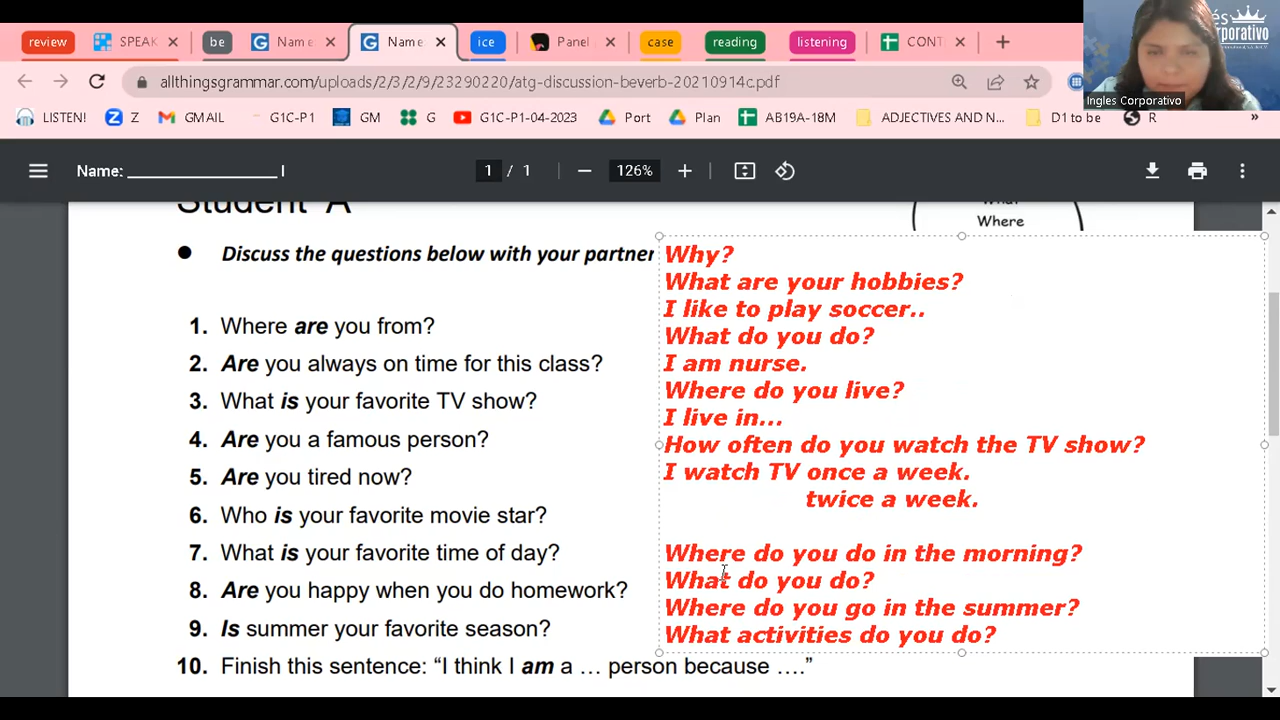 review
SPEAK
be
Name
Name
ice
Panel
case
reading
listening
CONT
allthingsgrammar.com/uploads/2/3/2/9/23290220/atg-discussion-beverb-20210914c.pdf
és
orporativo
Ingles Corporativo
LISTEN!
Z
GMAIL
G1C-P1
GM
G
G1C-P1-04-2023
Port
Plan
AB19A-18M
ADJECTIVES AND N...
D1 to be
R
»
Name: _____________ I
1 / 1
126%
Student A
What
Where
Discuss the questions below with your partner
1. Where are you from?
2. Are you always on time for this class?
3. What is your favorite TV show?
4. Are you a famous person?
5. Are you tired now?
6. Who is your favorite movie star?
7. What is your favorite time of day?
8. Are you happy when you do homework?
9. Is summer your favorite season?
10. Finish this sentence: “I think I am a … person because ….”
Why?
What are your hobbies?
I like to play soccer..
What do you do?
I am nurse.
Where do you live?
I live in...
How often do you watch the TV show?
I watch TV once a week.
twice a week.
Where do you do in the morning?
What do you do?
Where do you go in the summer?
What activities do you do?